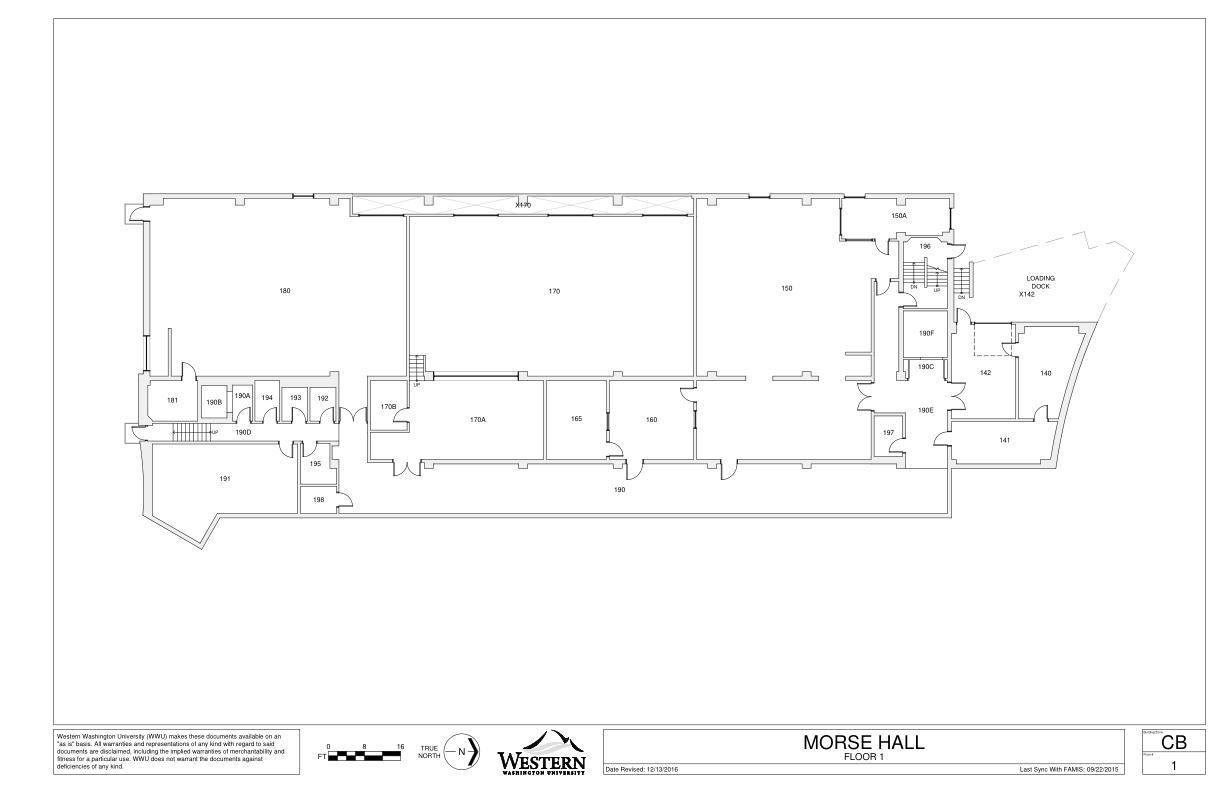 X170
150A
196
180
170
150
DN
UP
DN
LOADING
DOCK
X142
190F
190C
142
140
UP
181
190B
190A
194
193
192
170B
170A
165
160
190E
UP
190D
197
141
195
191
198
190
Western Washington University (WWU) makes these documents available on an
"as is" basis. All warranties and representations of any kind with regard to said
documents are disclaimed, including the implied warranties of merchantability and
fitness for a particular use. WWU does not warrant the documents against
deficiencies of any kind.
FT
0 8 16
TRUE
NORTH
N
WESTERN
WASHINGTON UNIVERSITY
MORSE HALL
FLOOR 1
Date Revised: 12/13/2016
Last Sync With FAMIS: 09/22/2015
CB
1